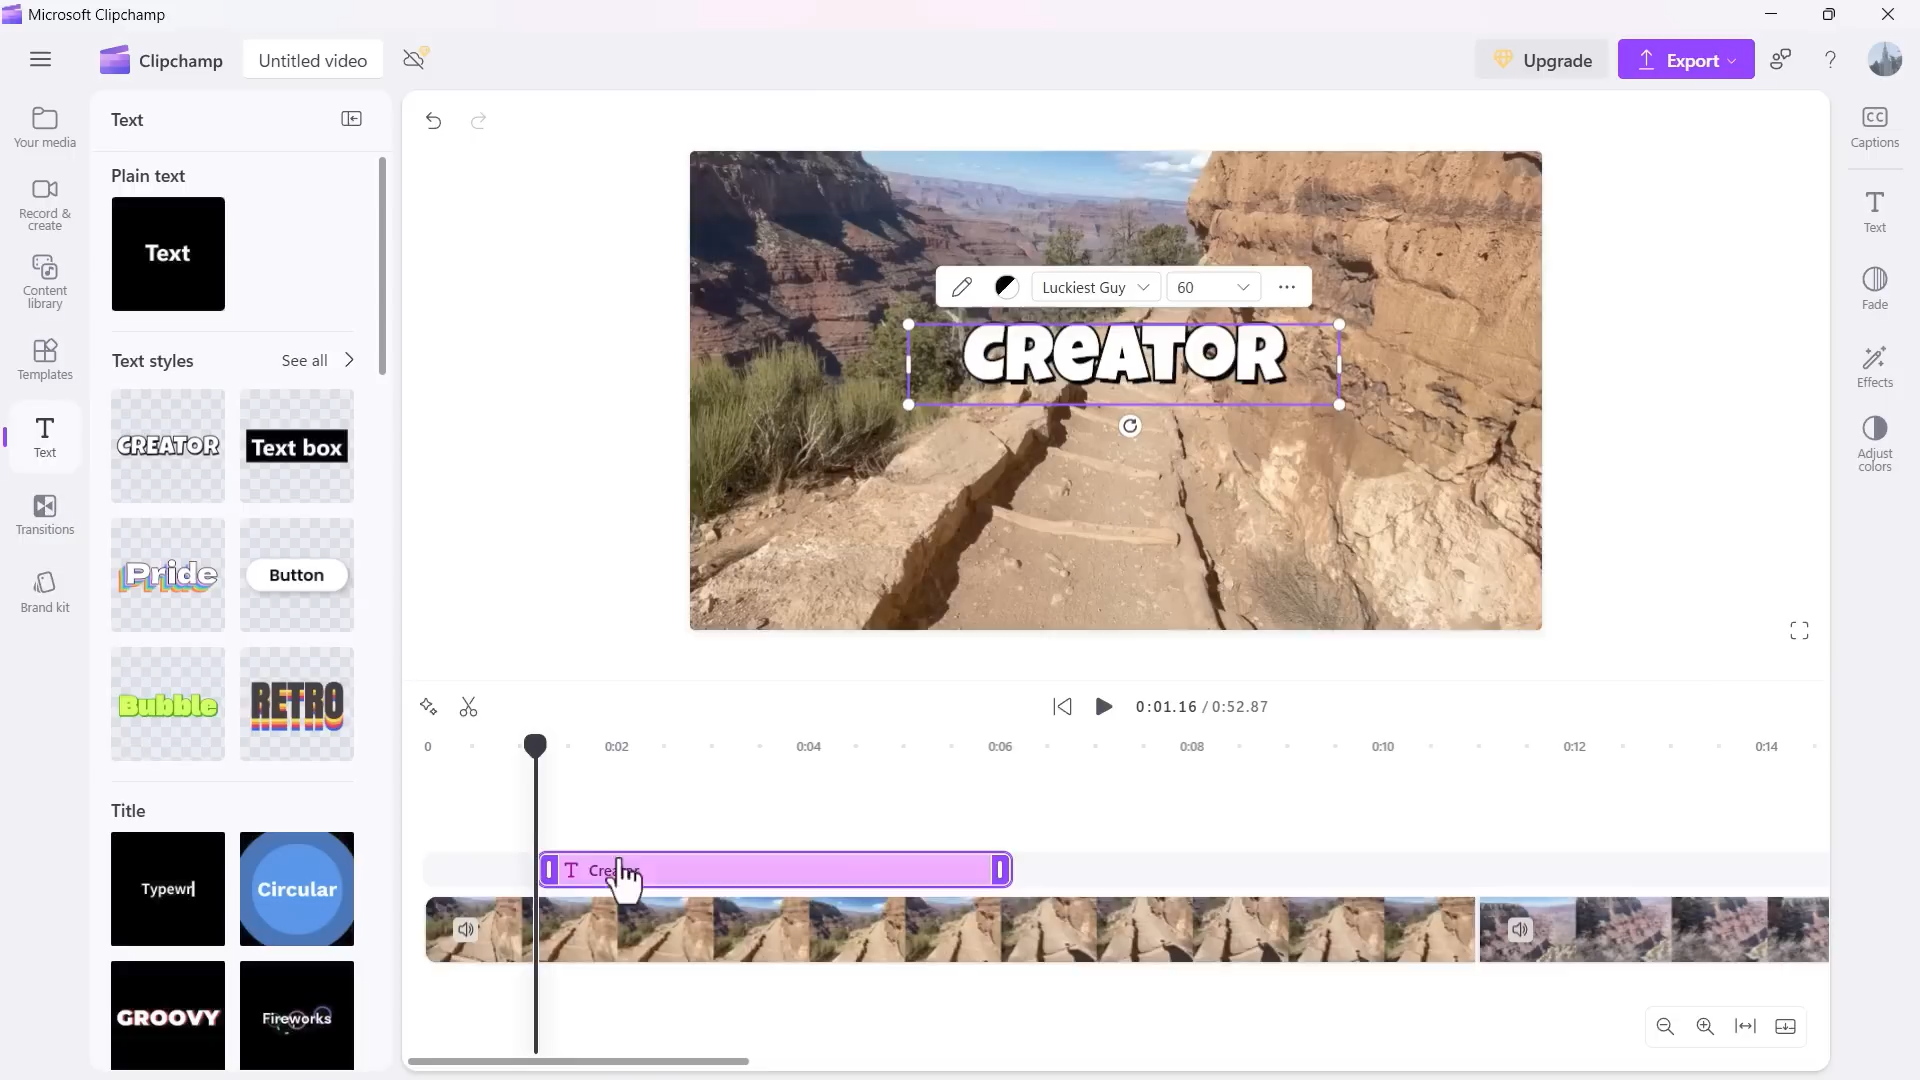 Microsoft Clipchamp
Clipchamp
Untitled video
Upgrade
Export
Your media
Record &
create
Content
library
Templates
Text
Transitions
Brand kit
Text
Plain text
Text
Text styles
See all
CREATOR
Text box
Pride
Button
Bubble
RETRO
Title
Typewr
Circular
GROOVY
Fireworks
Luckiest Guy
60
CReATOR
0:01.16 / 0:52.87
0
0:02
0:04
0:06
0:08
0:10
0:12
0:14
T Creator
CC
Captions
Text
Fade
Effects
Adjust
colors